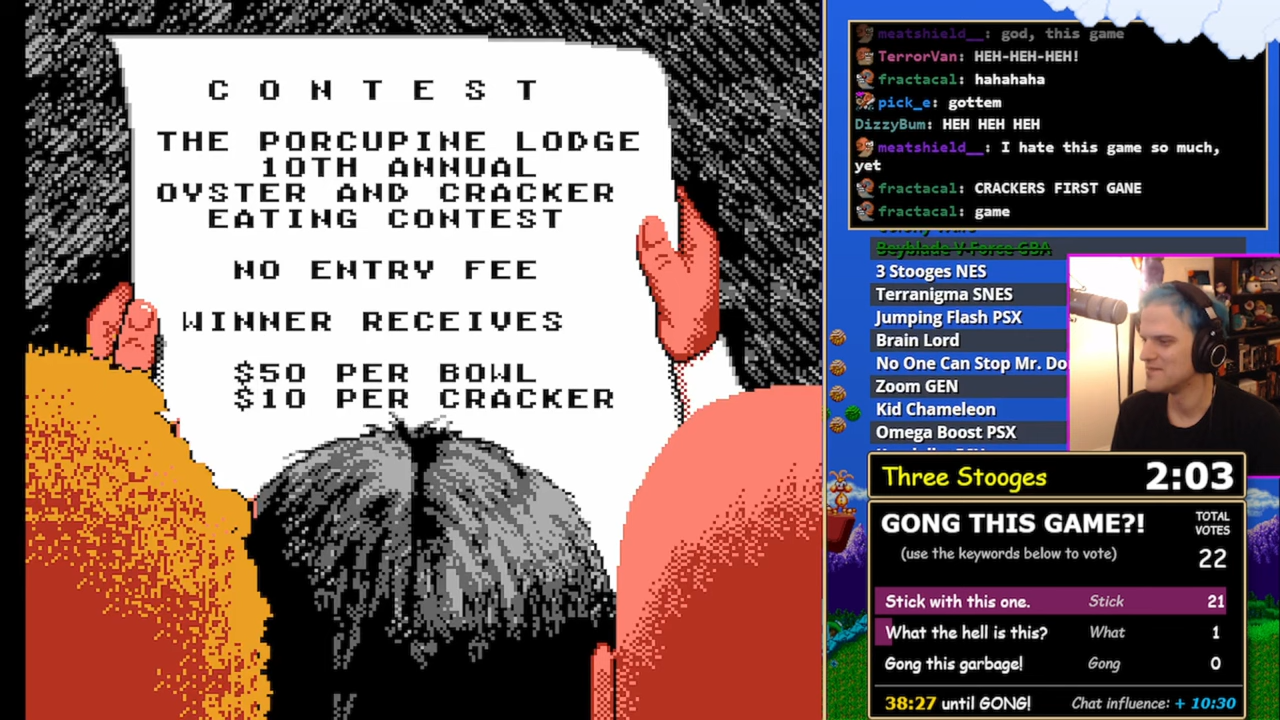 C O N T E S T
THE PORCUPINE LODGE
10TH ANNUAL
OYSTER AND CRACKER
EATING CONTEST
NO ENTRY FEE
WINNER RECEIVES
$50 PER BOWL
$10 PER CRACKER
meatshield__: god, this game
TerrorVan: HEH-HEH-HEH!
fractacal: hahahaha
pick_e: gottem
DizzyBum: HEH HEH HEH
meatshield__: I hate this game so much,
yet
fractacal: CRACKERS FIRST GANE
fractacal: game
Beyblade V Force GBA
3 Stooges NES
Terranigma SNES
Jumping Flash PSX
Brain Lord
No One Can Stop Mr. Do
Zoom GEN
Kid Chameleon
Omega Boost PSX
Three Stooges 2:03
GONG THIS GAME?! TOTAL
VOTES
(use the keywords below to vote) 22
Stick with this one. Stick 21
What the hell is this? What 1
Gong this garbage! Gong 0
38:27 until GONG! Chat influence: + 10:30